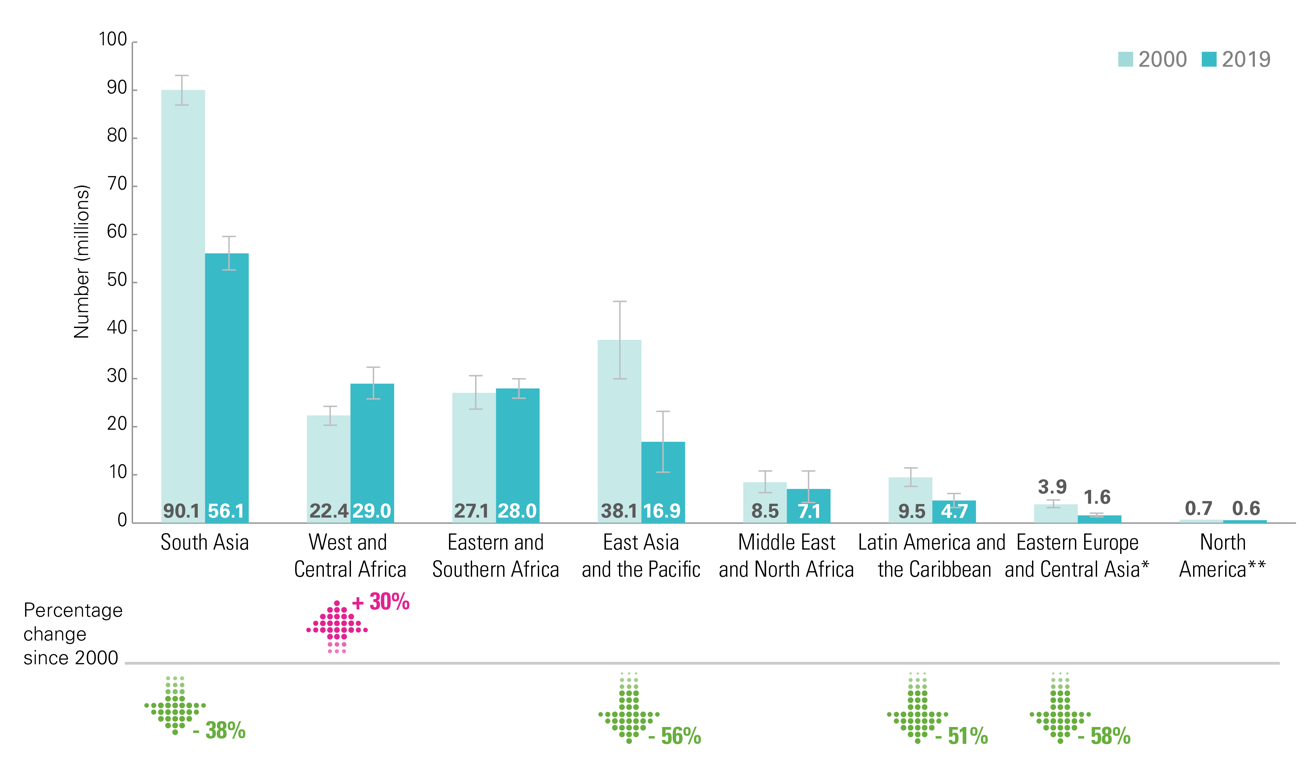 100
90
80
70
60
50
40
30
20
10
0
Number (millions)
2000 2019
90.1 56.1
22.4 29.0
27.1 28.0
38.1 16.9
8.5 7.1
9.5 4.7
3.9 1.6
0.7 0.6
South Asia
West and
Central Africa
Eastern and
Southern Africa
East Asia
and the Pacific
Middle East
and North Africa
Latin America and
the Caribbean
Eastern Europe
and Central Asia*
North
America**
Percentage
change
since 2000
+ 30%
- 38%
- 56%
- 51%
- 58%